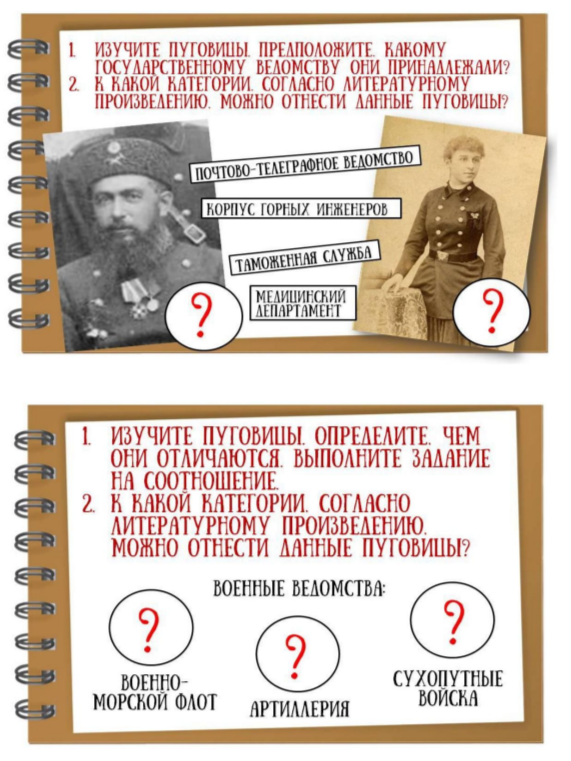 1. ИЗУЧИТЕ ПУГОВИЦЫ. ПРЕДПОЛОЖИТЕ, КАКОМУ
ГОСУДАРСТВЕННОМУ ВЕДОМСТВУ ОНИ ПРИНАДЛЕЖАЛИ?
2. К КАКОЙ КАТЕГОРИИ, СОГЛАСНО ЛИТЕРАТУРНОМУ
ПРОИЗВЕДЕНИЮ, МОЖНО ОТНЕСТИ ДАННЫЕ ПУГОВИЦЫ?
ПОЧТОВО-ТЕЛЕГРАФНОЕ ВЕДОМСТВО
КОРПУС ГОРНЫХ ИНЖЕНЕРОВ
ТАМОЖЕННАЯ СЛУЖБА
МЕДИЦИНСКИЙ
ДЕПАРТАМЕНТ
?
?
1. ИЗУЧИТЕ ПУГОВИЦЫ. ОПРЕДЕЛИТЕ, ЧЕМ
ОНИ ОТЛИЧАЮТСЯ. ВЫПОЛНИТЕ ЗАДАНИЕ
НА СООТНОШЕНИЕ.
2. К КАКОЙ КАТЕГОРИИ, СОГЛАСНО
ЛИТЕРАТУРНОМУ ПРОИЗВЕДЕНИЮ,
МОЖНО ОТНЕСТИ ДАННЫЕ ПУГОВИЦЫ?
ВОЕННЫЕ ВЕДОМСТВА:
?
?
?
ВОЕННО-
МОРСКОЙ ФЛОТ
АРТИЛЛЕРИЯ
СУХОПУТНЫЕ
ВОЙСКА